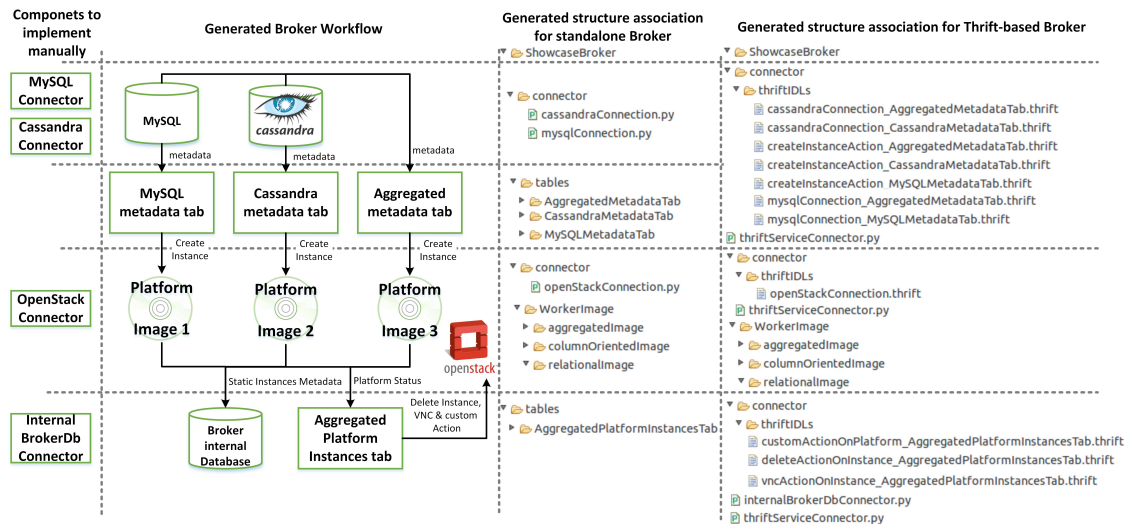 Componets to
implement
manually
Generated Broker Workflow
Generated structure association
for standalone Broker
Generated structure association for Thrift-based Broker
ShowcaseBroker
ShowcaseBroker
MySQL
Connector
Cassandra
Connector
MySQL
cassandra
metadata
metadata
metadata
connector
cassandraConnection.py
mysqlConnection.py
connector
thriftIDLs
cassandraConnection_AggregatedMetadataTab.thrift
cassandraConnection_CassandraMetadataTab.thrift
createInstanceAction_AggregatedMetadataTab.thrift
createInstanceAction_CassandraMetadataTab.thrift
createInstanceAction_MySQLMetadataTab.thrift
mysqlConnection_AggregatedMetadataTab.thrift
mysqlConnection_MySQLMetadataTab.thrift
thriftServiceConnector.py
MySQL
metadata tab
Cassandra
metadata tab
Aggregated
metadata tab
tables
AggregatedMetadataTab
CassandraMetadataTab
MySQLMetadataTab
Create
Instance
Create
Instance
Create
Instance
OpenStack
Connector
Platform
Image 1
Platform
Image 2
Platform
Image 3
openstack
connector
openStackConnection.py
WorkerImage
aggregatedImage
columnOrientedImage
relationalImage
connector
thriftIDLs
openStackConnection.thrift
thriftServiceConnector.py
WorkerImage
aggregatedImage
columnOrientedImage
relationalImage
Static Instances Metadata
Platform Status
Delete Instance,
VNC & custom
Action
Internal
BrokerDb
Connector
Broker
internal
Database
Aggregated
Platform
Instances tab
tables
AggregatedPlatformInstancesTab
connector
thriftIDLs
customActionOnPlatform_AggregatedPlatformInstancesTab.thrift
deleteActionOnInstance_AggregatedPlatformInstancesTab.thrift
vncActionOnInstance_AggregatedPlatformInstancesTab.thrift
internalBrokerDbConnector.py
thriftServiceConnector.py